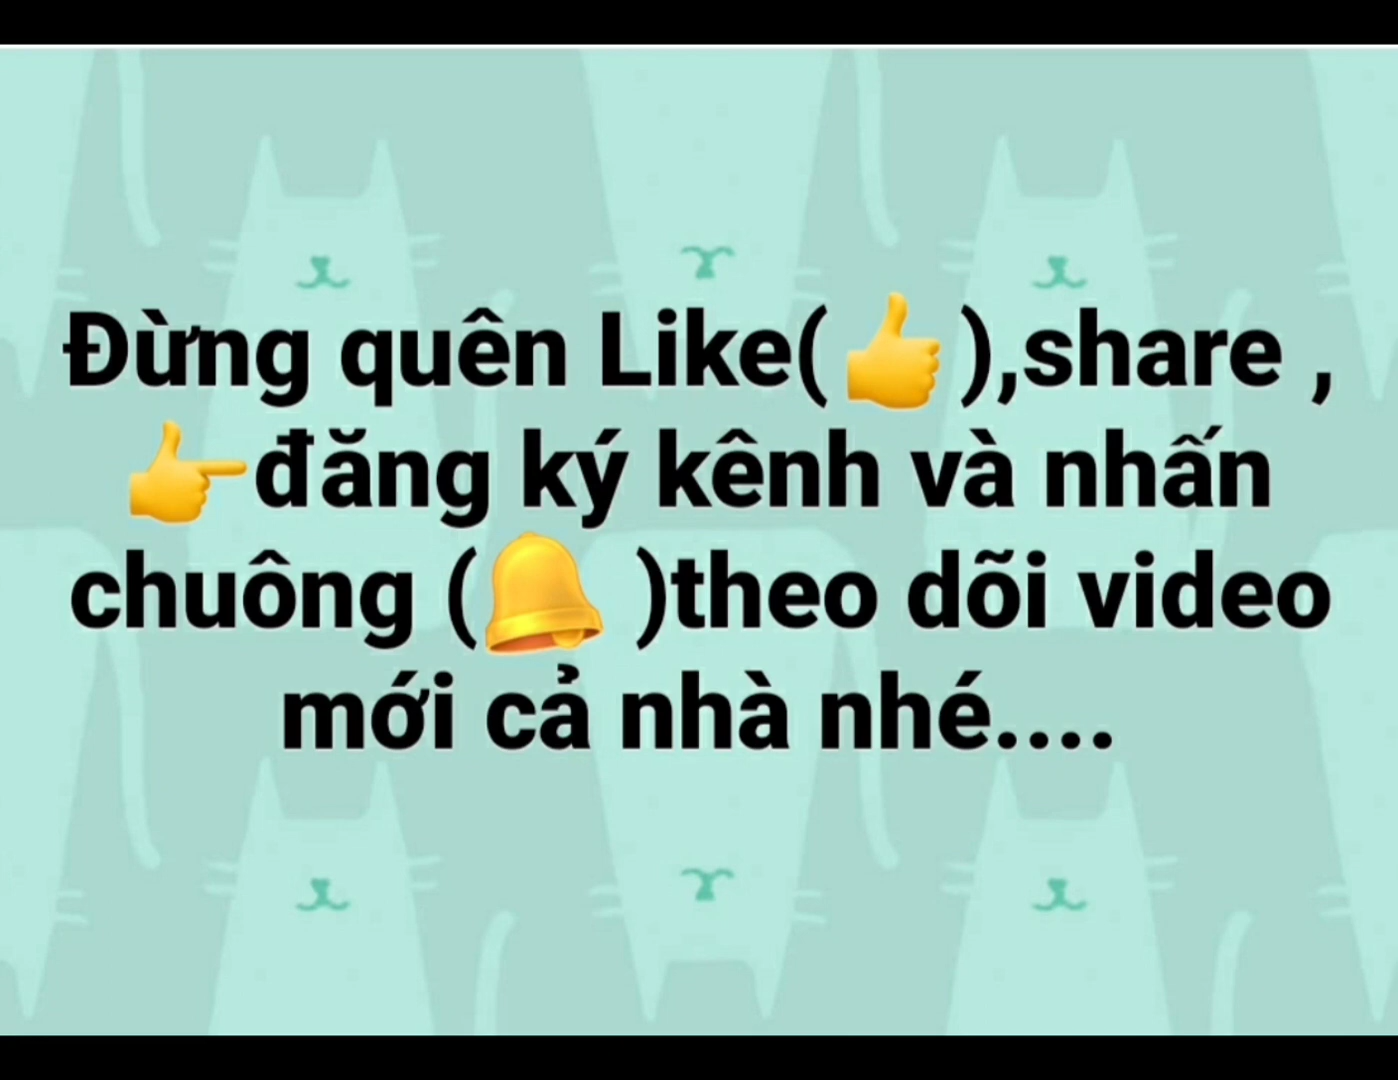 Đừng quên Like(👍),share ,
👉đăng ký kênh và nhấn
chuông (🔔 )theo dõi video
mới cả nhà nhé....